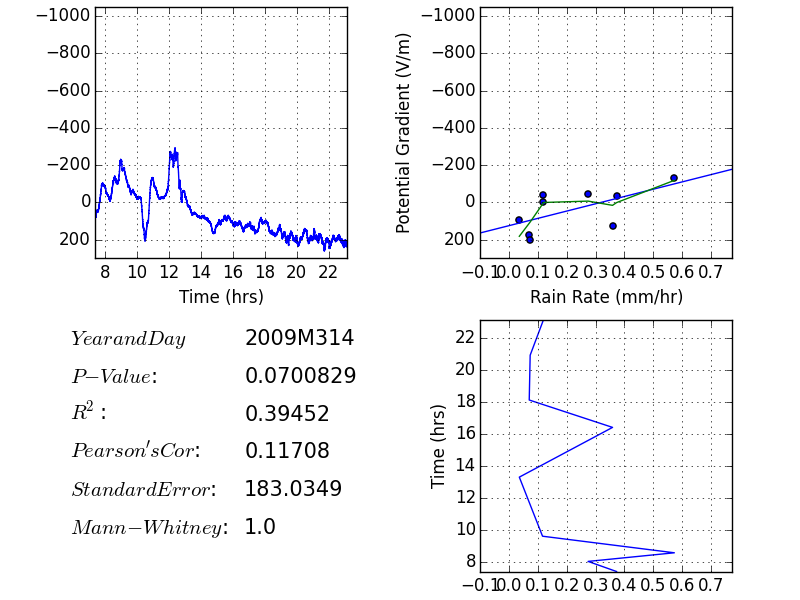 −1000
−800
−600
−400
−200
0
200
8 10 12 14 16 18 20 22
Time (hrs)
Potential Gradient (V/m)
−1000
−800
−600
−400
−200
0
200
−0.1 0.0 0.1 0.2 0.3 0.4 0.5 0.6 0.7
Rain Rate (mm/hr)
YearandDay 2009M314
P−Value: 0.0700829
R²: 0.39452
Pearson'sCor: 0.11708
StandardError: 183.0349
Mann−Whitney: 1.0
Time (hrs)
22
20
18
16
14
12
10
8
−0.1 0.0 0.1 0.2 0.3 0.4 0.5 0.6 0.7